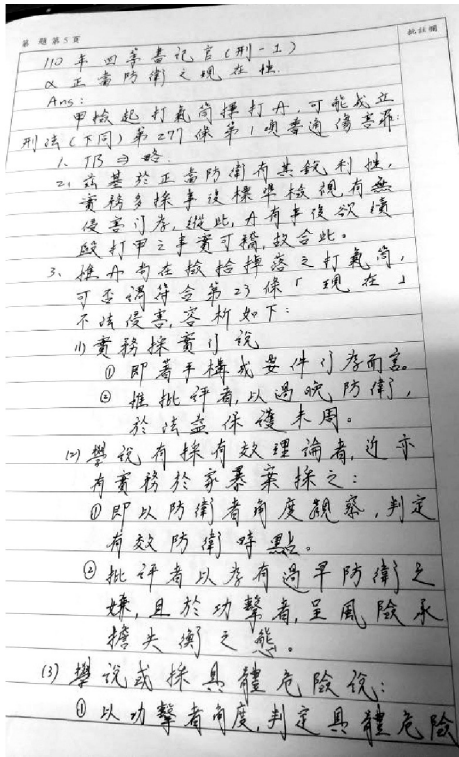 第 題第5頁
批註欄
110年四等書記官(刑-1)
α正當防衛之現在性.
Ans:
甲撿起打氣筒揮打A,可能成立
刑法(下同)第277條第1項普通傷害罪:
1、TB⇒略.
2、茲基於正當防衛有其銳利性,
實務多採事後標準檢視有無
侵害行存,縱此,A有事後欲續
毆打甲之事實可稽,故合此。
3、惟A尚在撿拾摔落之打氣筒,
可否謂符合第23條「現在」
不法侵害,容析如下:
(1)實務採實行說
①即著手構成要件行存而言。
②惟批評者,以過晚防衛,
於法益保護未周。
(2)學說有採有效理論者,近亦
有實務於家暴案採之:
①即以防衛者角度觀察,判定
有效防衛時點。
②批評者以存有過早防衛之
嫌,且於功擊者,呈風險承
擔失衡之態。
(3)學說或採具體危險說:
①以功擊者角度,判定具體危險